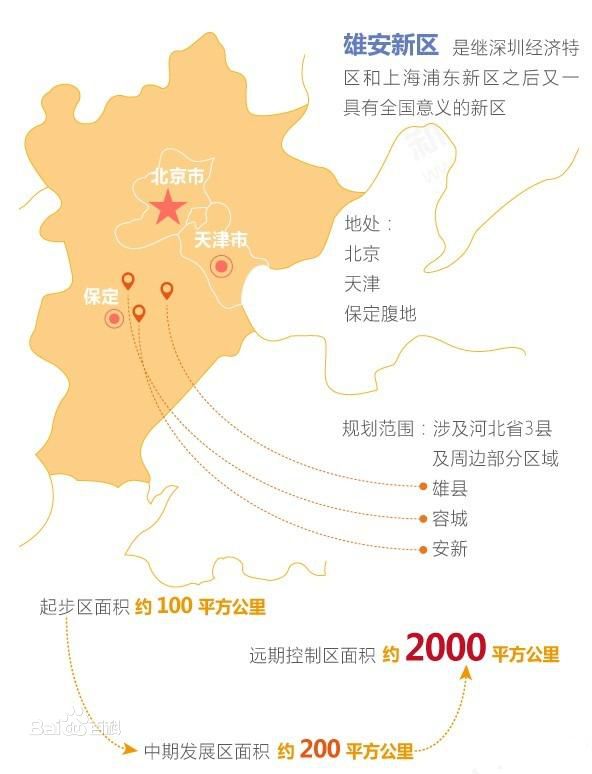 雄安新区 是继深圳经济特
区和上海浦东新区之后又一
具有全国意义的新区
北京市
天津市
保定
地处：
北京
天津
保定腹地
规划范围：涉及河北省3县
及周边部分区域
雄县
容城
安新
起步区面积 约 100 平方公里
远期控制区面积 约 2000 平方公里
中期发展区面积 约 200 平方公里
Bai百科